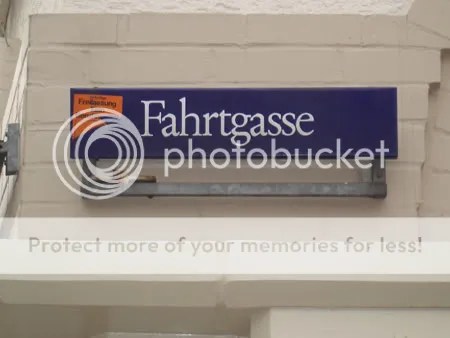 Fahrtgasse
photobucket
Protect more of your memories for less!